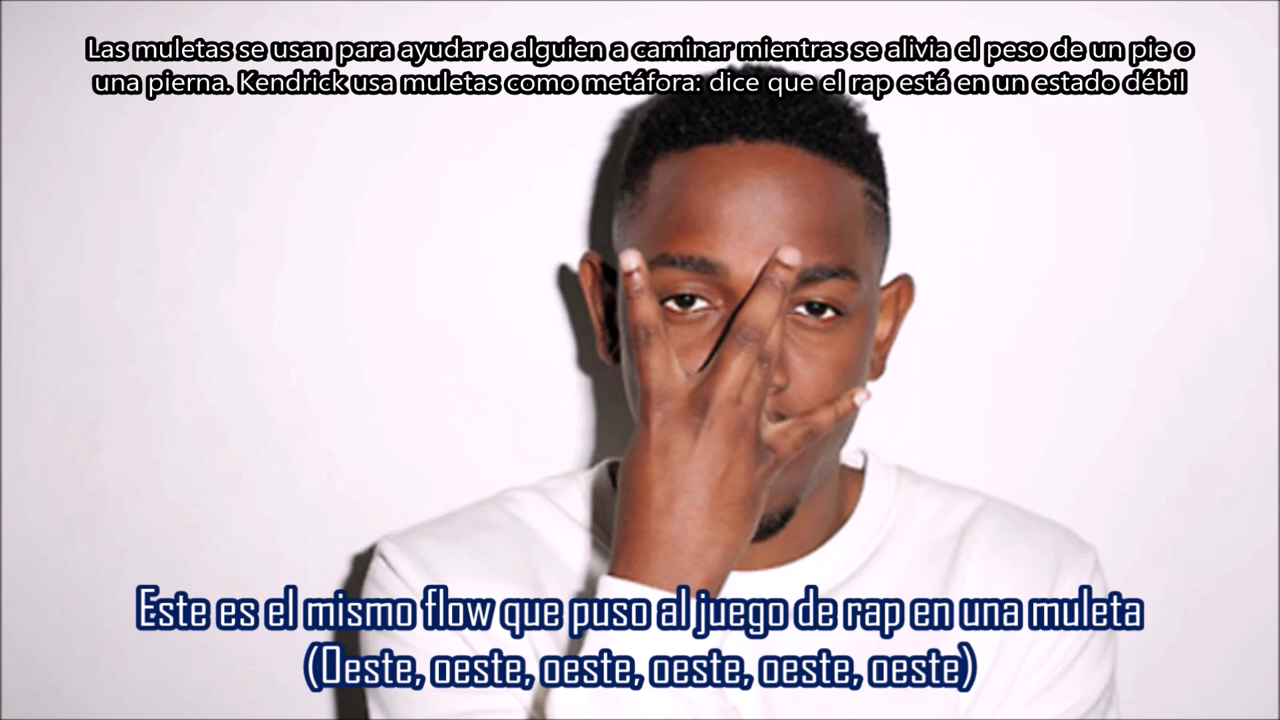 Las muletas se usan para ayudar a alguien a caminar mientras se alivia el peso de un pie o
una pierna. Kendrick usa muletas como metáfora: dice que el rap está en un estado débil
Este es el mismo flow que puso al juego de rap en una muleta
(Oeste, oeste, oeste, oeste, oeste, oeste)